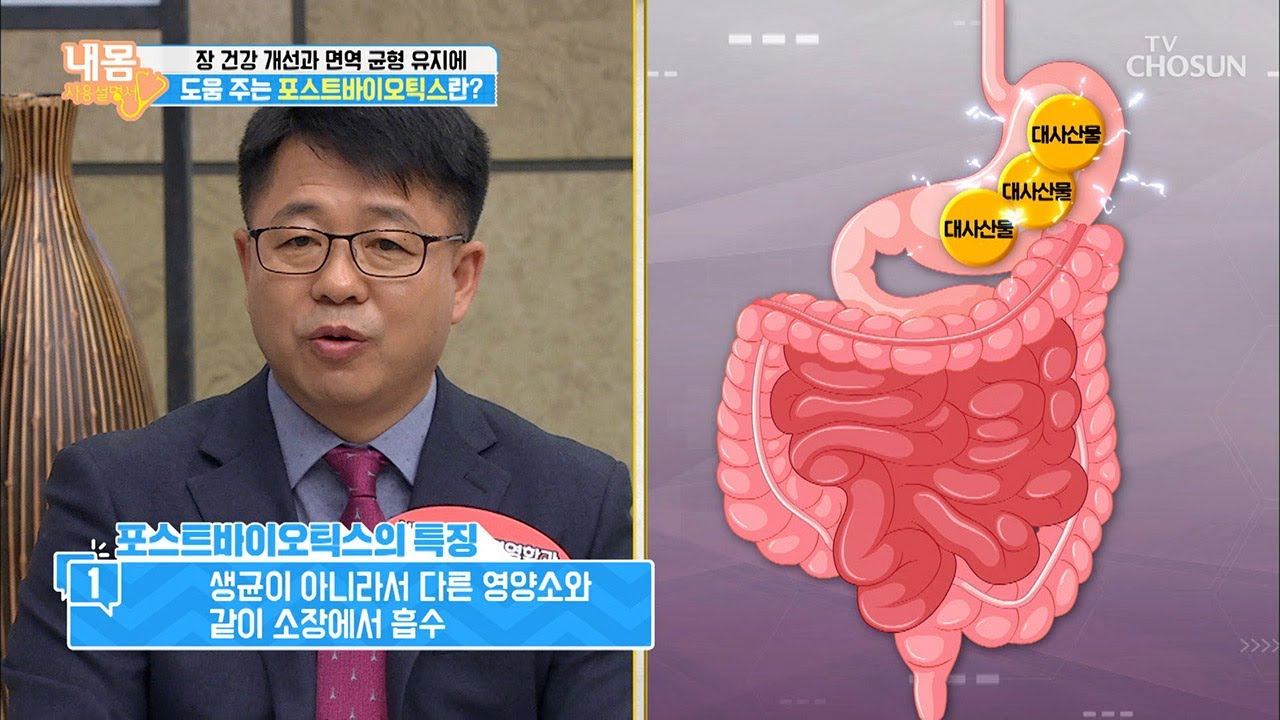 내몸
사용설명서
장 건강 개선과 면역 균형 유지에
도움 주는 포스트바이오틱스란?
TV
CHOSUN
대사산물
대사산물
대사산물
포스트바이오틱스의 특징
1
생균이 아니라서 다른 영양소와
같이 소장에서 흡수